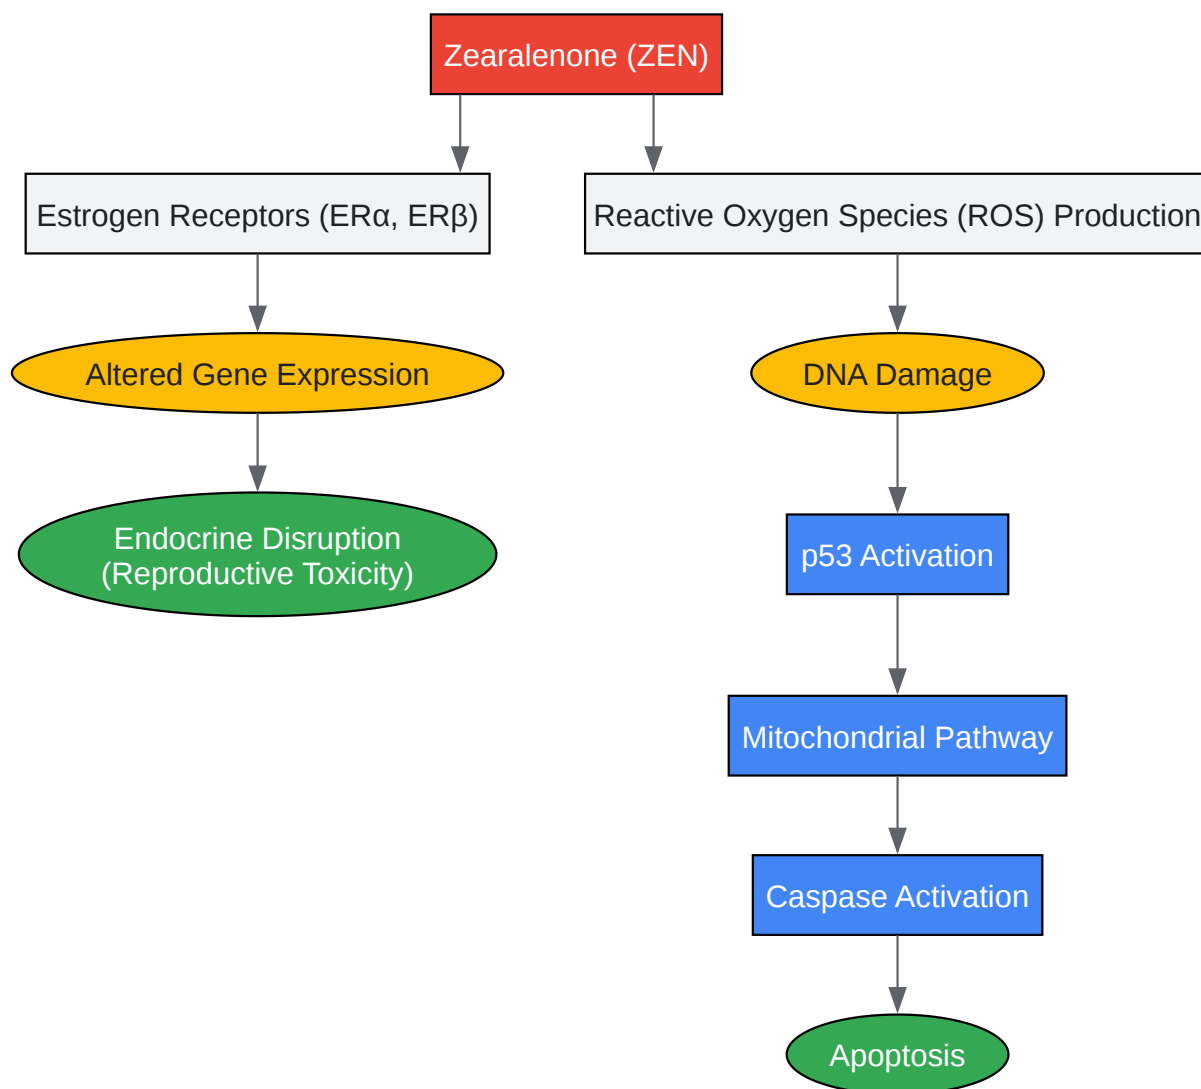 Zearalenone (ZEN)
Estrogen Receptors (ERα, ERβ)
Reactive Oxygen Species (ROS) Production
Altered Gene Expression
DNA Damage
Endocrine Disruption
(Reproductive Toxicity)
p53 Activation
Mitochondrial Pathway
Caspase Activation
Apoptosis